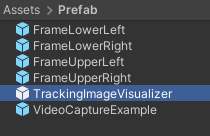 Assets > Prefab
FrameLowerLeft
FrameLowerRight
FrameUpperLeft
FrameUpperRight
TrackingImageVisualizer
VideoCaptureExample